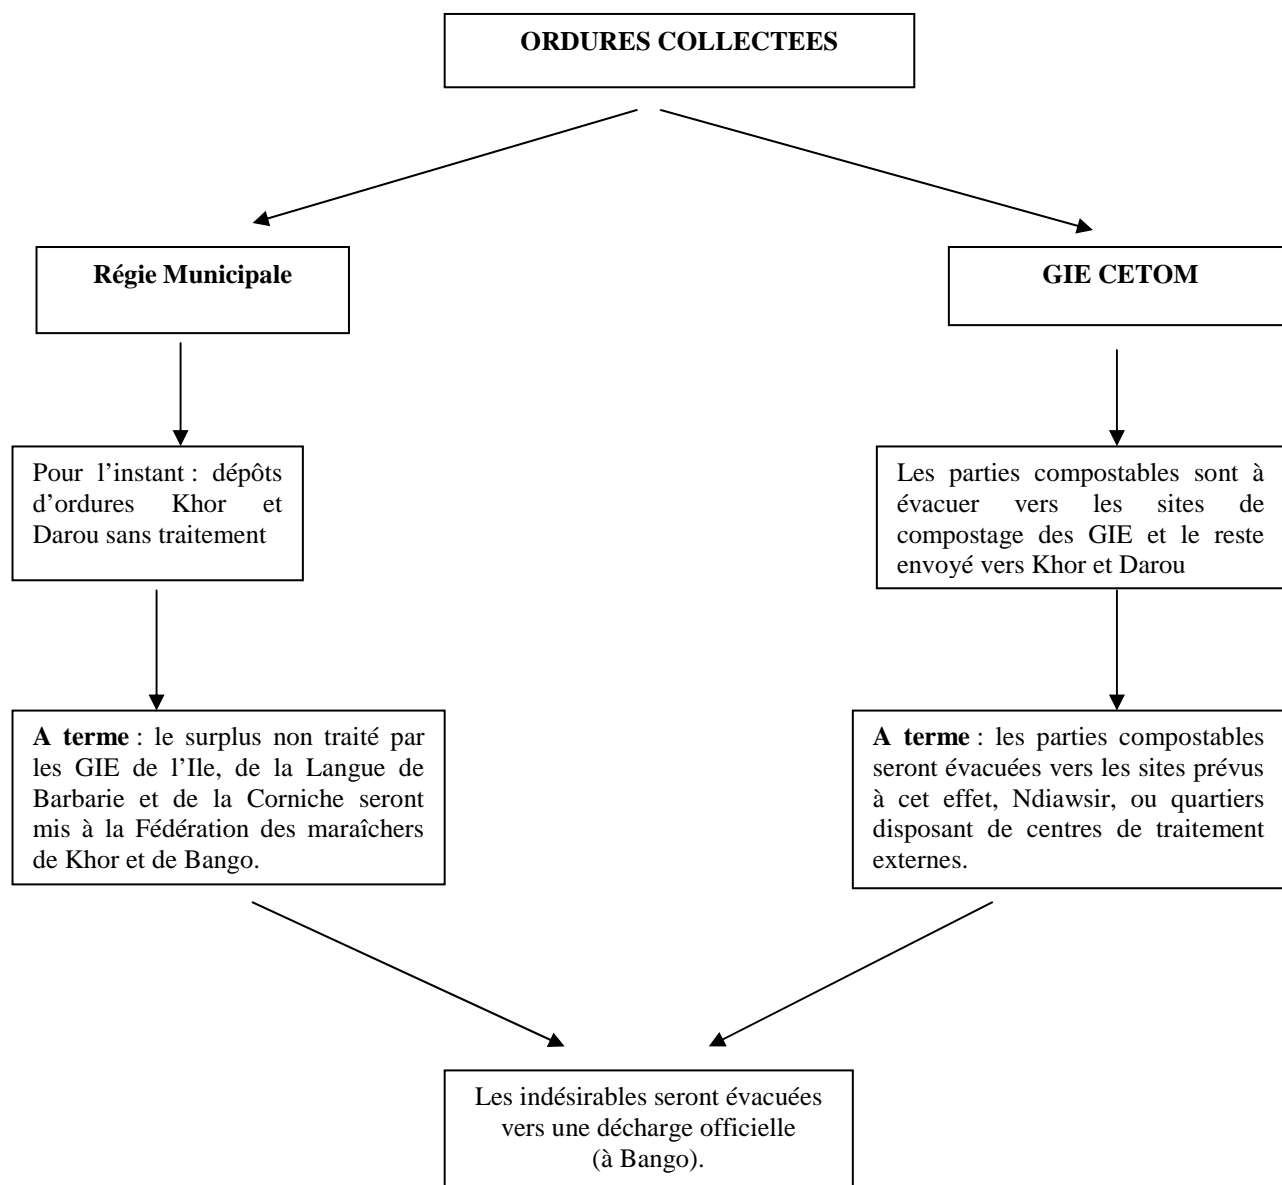 ORDURES COLLECTEES
Régie Municipale
GIE CETOM
Pour l’instant : dépôts
d’ordures Khor et
Darou sans traitement
Les parties compostables sont à
évacuer vers les sites de
compostage des GIE et le reste
envoyé vers Khor et Darou
A terme : le surplus non traité par
les GIE de l’Ile, de la Langue de
Barbarie et de la Corniche seront
mis à la Fédération des maraîchers
de Khor et de Bango.
A terme : les parties compostables
seront évacuées vers les sites prévus
à cet effet, Ndiawsir, ou quartiers
disposant de centres de traitement
externes.
Les indésirables seront évacuées
vers une décharge officielle
(à Bango).